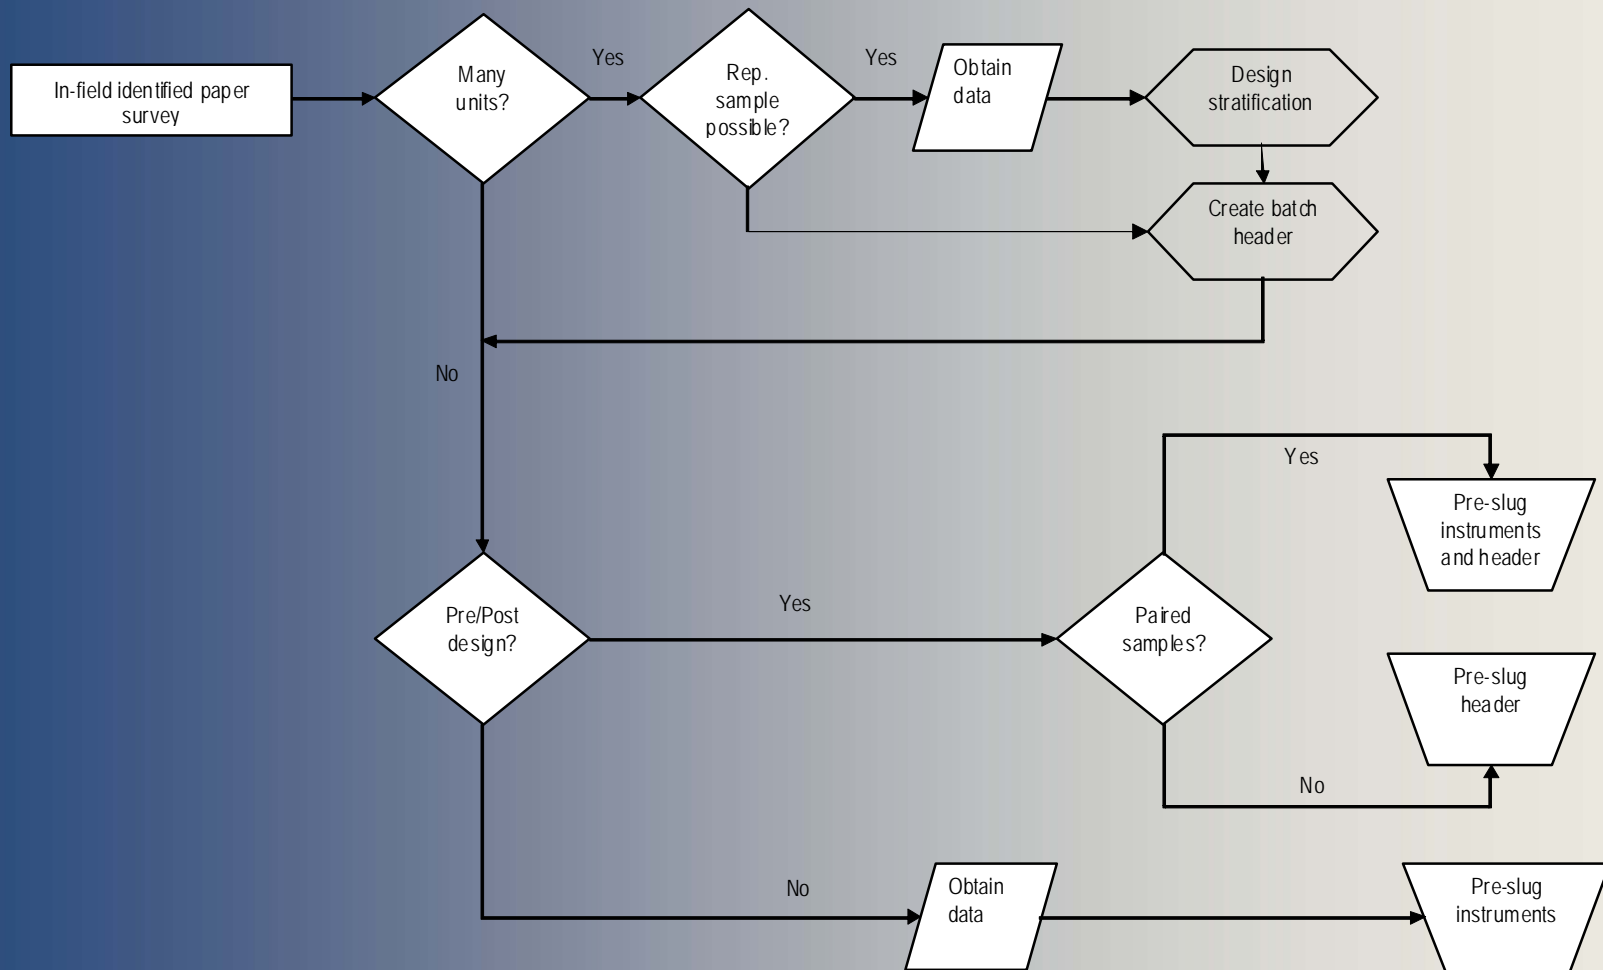 In-field identified paper
survey
Many
units?
Yes
Rep.
sample
possible?
Yes
Obtain
data
Design
stratification
Create batch
header
No
Yes
Pre-slug
instruments
and header
Pre/Post
design?
Yes
Paired
samples?
Pre-slug
header
No
No
Obtain
data
Pre-slug
instruments